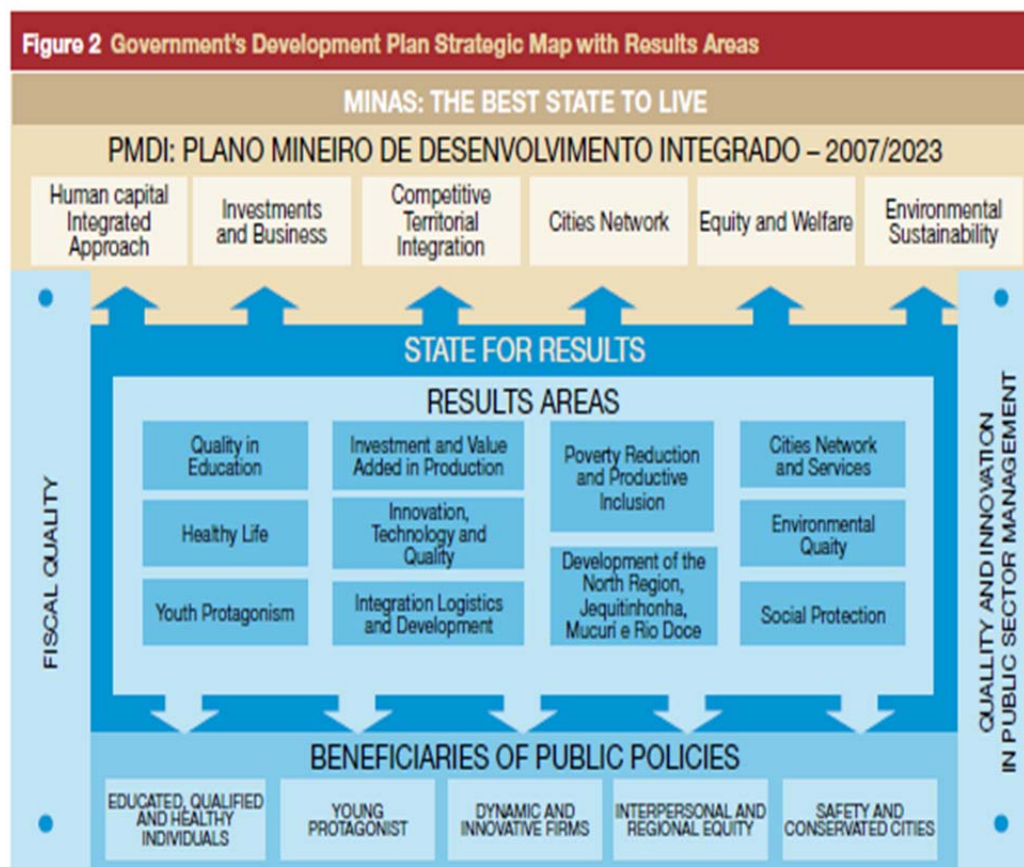 Figure 2 Government's Development Plan Strategic Map with Results Areas
MINAS: THE BEST STATE TO LIVE
PMDI: PLANO MINEIRO DE DESENVOLVIMENTO INTEGRADO – 2007/2023
Human capital
Integrated
Approach
Investments
and Business
Competitive
Territorial
Integration
Cities Network
Equity and Welfare
Environmental
Sustainability
STATE FOR RESULTS
RESULTS AREAS
Quality in
Education
Healthy Life
Youth Protagonism
Investment and Value
Added in Production
Innovation,
Technology and
Quality
Integration Logistics
and Development
Poverty Reduction
and Productive
Inclusion
Development of the
North Region,
Jequitinhonha,
Mucuri e Rio Doce
Cities Network
and Services
Environmental
Quaity
Social Protection
FISCAL QUALITY
QUALLITY AND INNOVATION
IN PUBLIC SECTOR MANAGEMENT
BENEFICIARIES OF PUBLIC POLICIES
EDUCATED, QUALIFIED
AND HEALTHY
INDIVIDUALS
YOUNG
PROTAGONIST
DYNAMIC AND
INNOVATIVE FIRMS
INTERPERSONAL AND
REGIONAL EQUITY
SAFETY AND
CONSERVATED CITIES